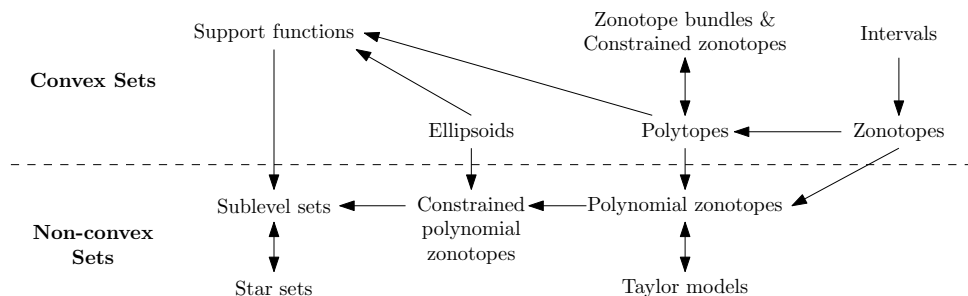 Zonotope bundles &
Support functions
Constrained zonotopes
Intervals
Convex Sets
Ellipsoids
Polytopes
Zonotopes
Sublevel sets
Constrained
polynomial
zonotopes
Polynomial zonotopes
Non-convex
Sets
Star sets
Taylor models